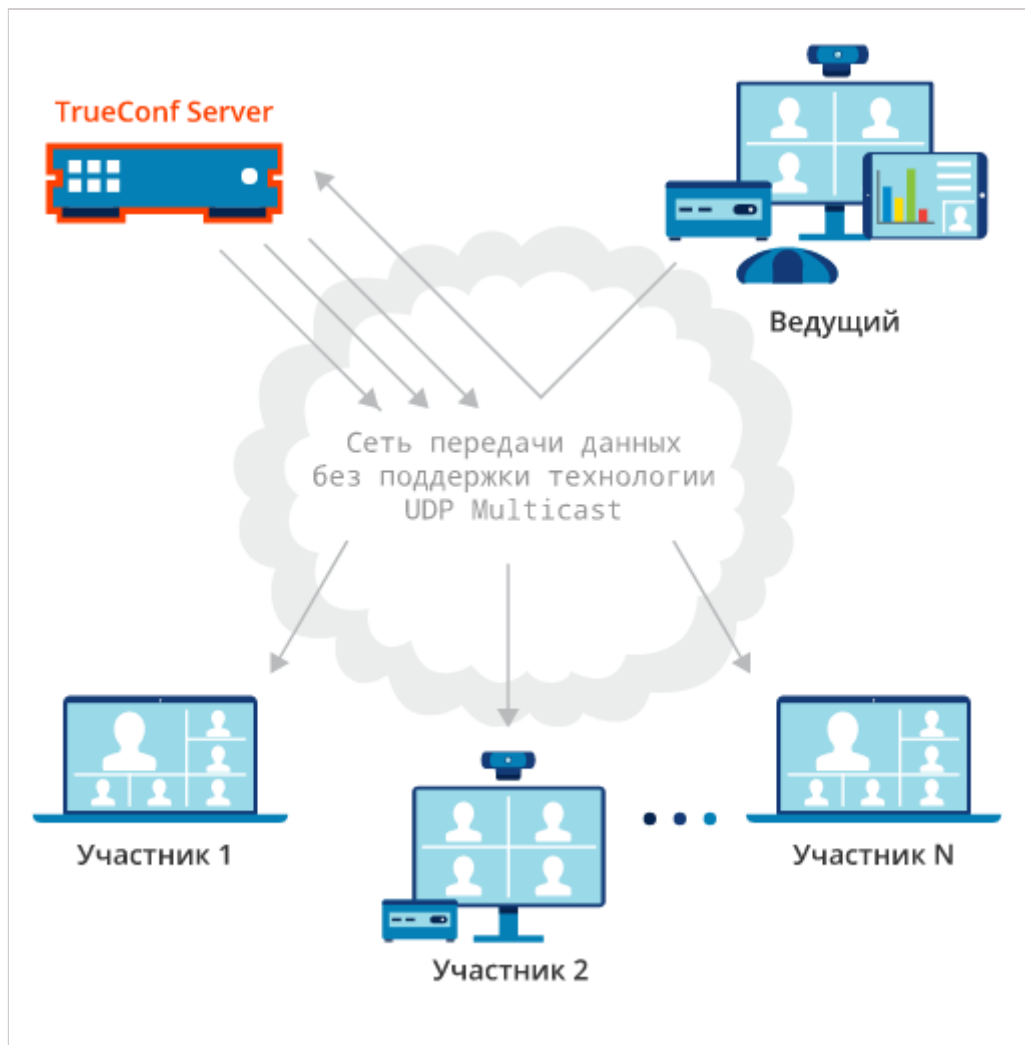 TrueConf Server
Ведущий
Сеть передачи данных
без поддержки технологии
UDP Multicast
Участник 1
Участник N
Участник 2